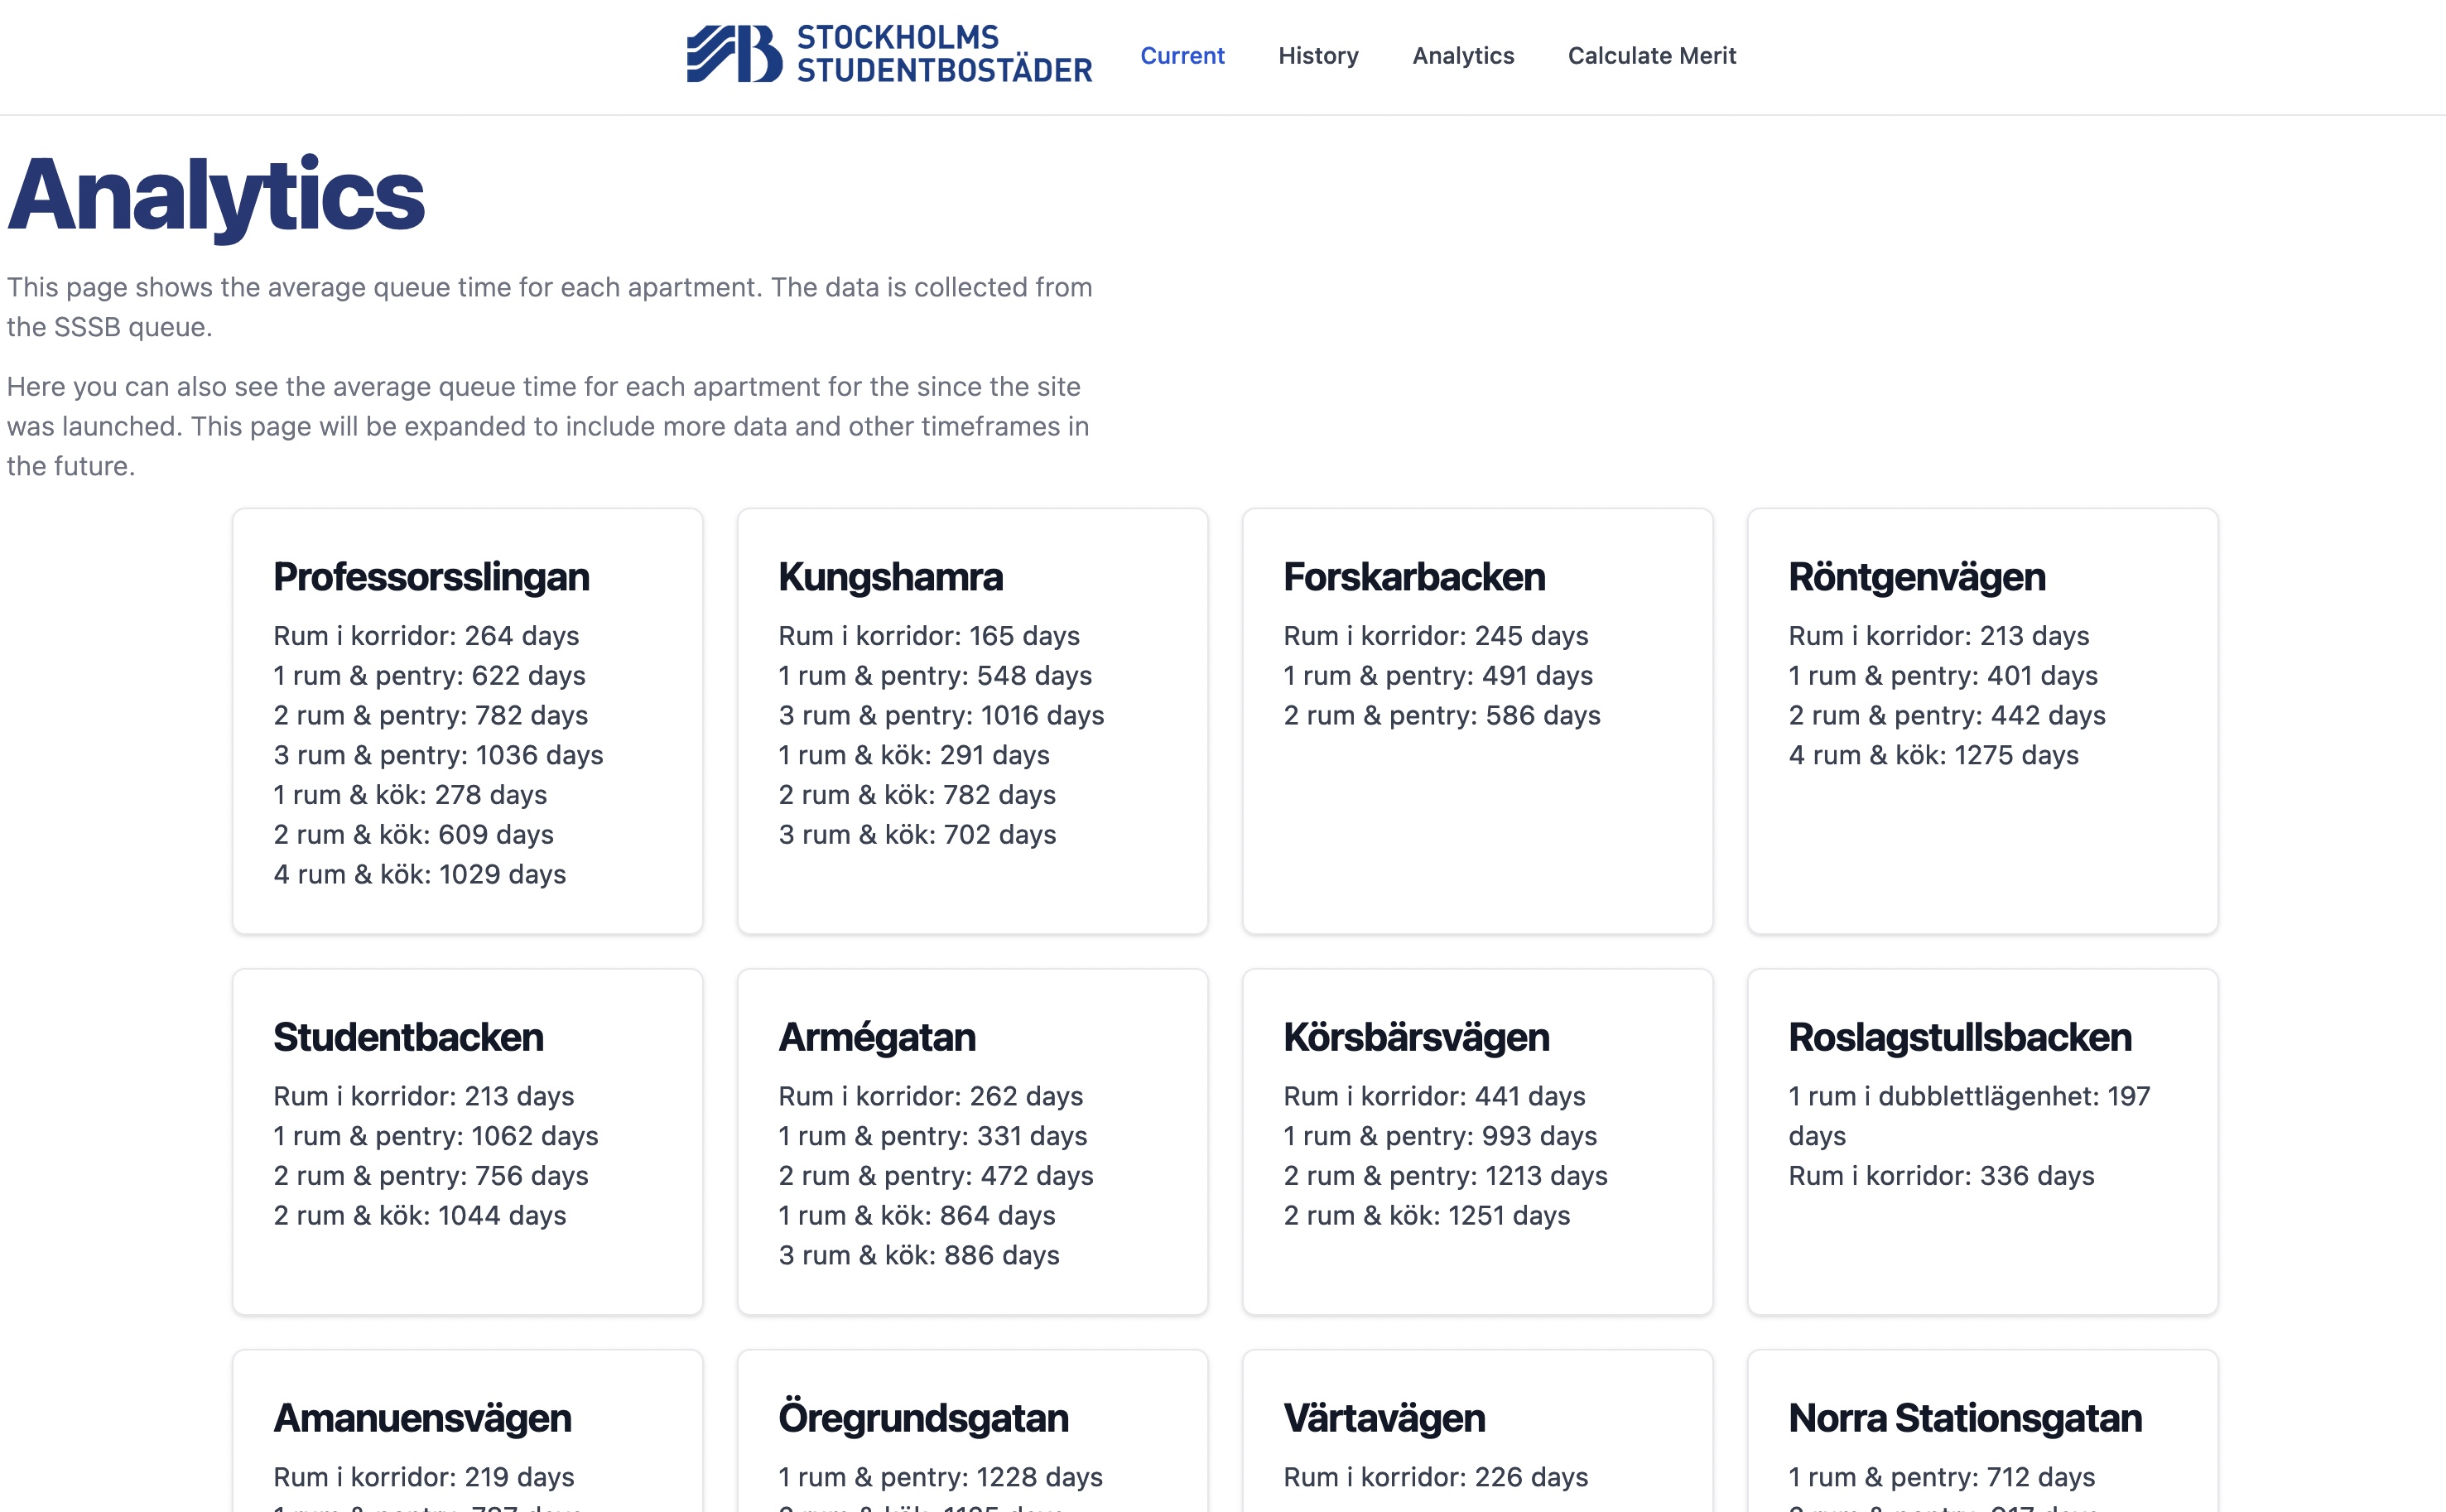 STOCKHOLMS
STUDENTBOSTÄDER
Current
History
Analytics
Calculate Merit
Analytics
This page shows the average queue time for each apartment. The data is collected from
the SSSB queue.
Here you can also see the average queue time for each apartment for the since the site
was launched. This page will be expanded to include more data and other timeframes in
the future.
Professorsslingan
Rum i korridor: 264 days
1 rum & pentry: 622 days
2 rum & pentry: 782 days
3 rum & pentry: 1036 days
1 rum & kök: 278 days
2 rum & kök: 609 days
4 rum & kök: 1029 days
Kungshamra
Rum i korridor: 165 days
1 rum & pentry: 548 days
3 rum & pentry: 1016 days
1 rum & kök: 291 days
2 rum & kök: 782 days
3 rum & kök: 702 days
Forskarbacken
Rum i korridor: 245 days
1 rum & pentry: 491 days
2 rum & pentry: 586 days
Röntgenvägen
Rum i korridor: 213 days
1 rum & pentry: 401 days
2 rum & pentry: 442 days
4 rum & kök: 1275 days
Studentbacken
Rum i korridor: 213 days
1 rum & pentry: 1062 days
2 rum & pentry: 756 days
2 rum & kök: 1044 days
Armégatan
Rum i korridor: 262 days
1 rum & pentry: 331 days
2 rum & pentry: 472 days
1 rum & kök: 864 days
3 rum & kök: 886 days
Körsbärsvägen
Rum i korridor: 441 days
1 rum & pentry: 993 days
2 rum & pentry: 1213 days
2 rum & kök: 1251 days
Roslagstullsbacken
1 rum i dubblettlägenhet: 197
days
Rum i korridor: 336 days
Amanuensvägen
Rum i korridor: 219 days
Öregrundsgatan
1 rum & pentry: 1228 days
Värtavägen
Rum i korridor: 226 days
Norra Stationsgatan
1 rum & pentry: 712 days